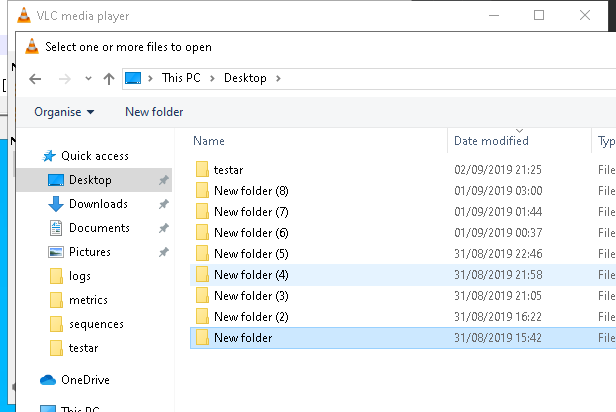 VLC media player
Select one or more files to open
This PC > Desktop >
Organise New folder
Name Date modified Typ
Quick access
Desktop
Downloads
Documents
Pictures
logs
metrics
sequences
testar
OneDrive
This PC
testar 02/09/2019 21:25 File
New folder (8) 01/09/2019 03:00 File
New folder (7) 01/09/2019 01:44 File
New folder (6) 01/09/2019 00:37 File
New folder (5) 31/08/2019 22:46 File
New folder (4) 31/08/2019 21:58 File
New folder (3) 31/08/2019 21:05 File
New folder (2) 31/08/2019 16:22 File
New folder 31/08/2019 15:42 File